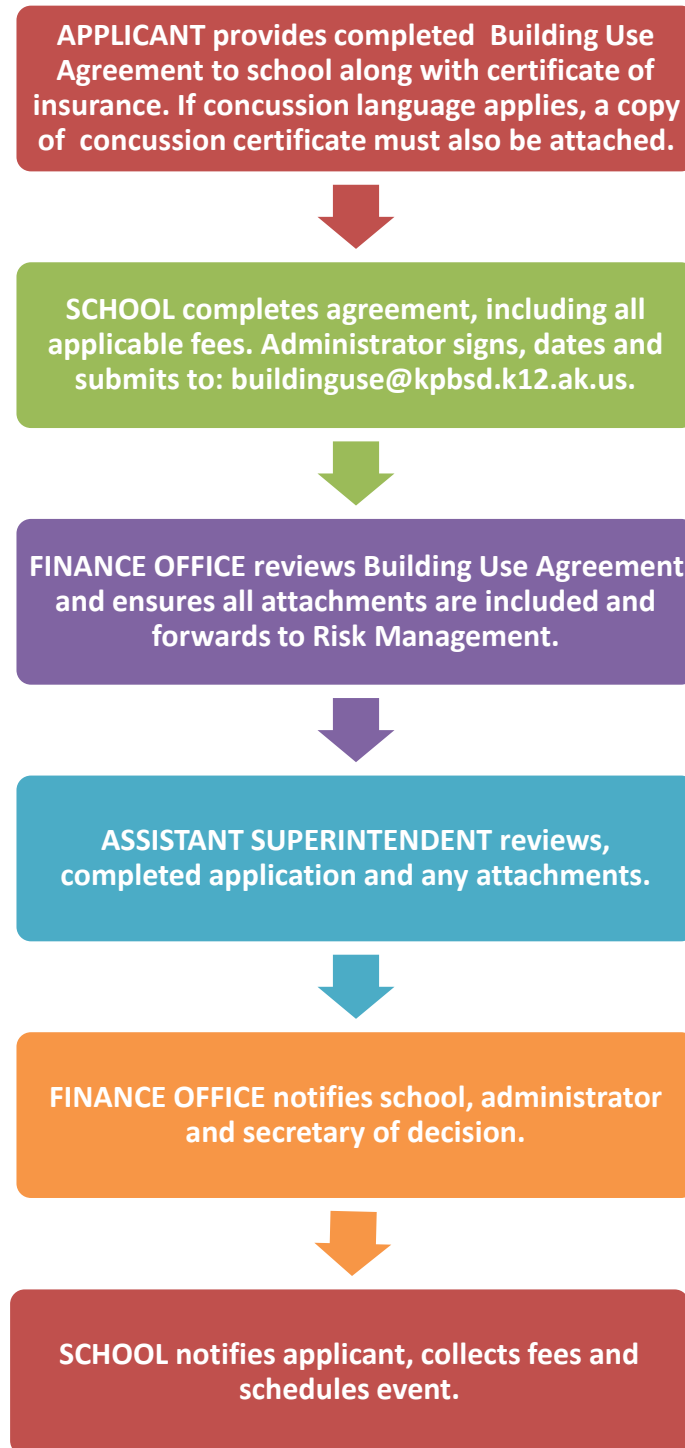 APPLICANT provides completed  Building Use
Agreement to school along with certificate of
insurance. If concussion language applies, a copy
of  concussion certificate must also be attached.
SCHOOL completes agreement, including all
applicable fees. Administrator signs, dates and
submits to: buildinguse@kpbsd.k12.ak.us.
FINANCE OFFICE reviews Building Use Agreement
and ensures all attachments are included and
forwards to Risk Management.
ASSISTANT SUPERINTENDENT reviews,
completed application and any attachments.
FINANCE OFFICE notifies school, administrator
and secretary of decision.
SCHOOL notifies applicant, collects fees and
schedules event.